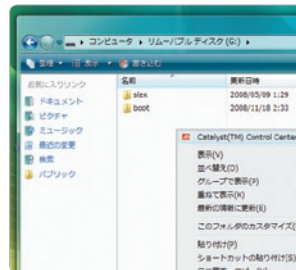 コンピュータ ▸ リムーバブル ディスク (G:) ▸
整理 ▾ 表示 ▾ 書き込む
お気に入りリンク
ドキュメント
ピクチャ
ミュージック
最近の変更
検索
パブリック
名前 更新日時
alex 2008/05/09 1:29
boot 2008/11/18 2:33
Catalyst(TM) Control Center
表示(V)
並べ替え(O)
グループで表示(P)
重ねて表示(K)
最新の情報に更新(E)
このフォルダのカスタマイズ(
貼り付け(P)
ショートカットの貼り付け(S)